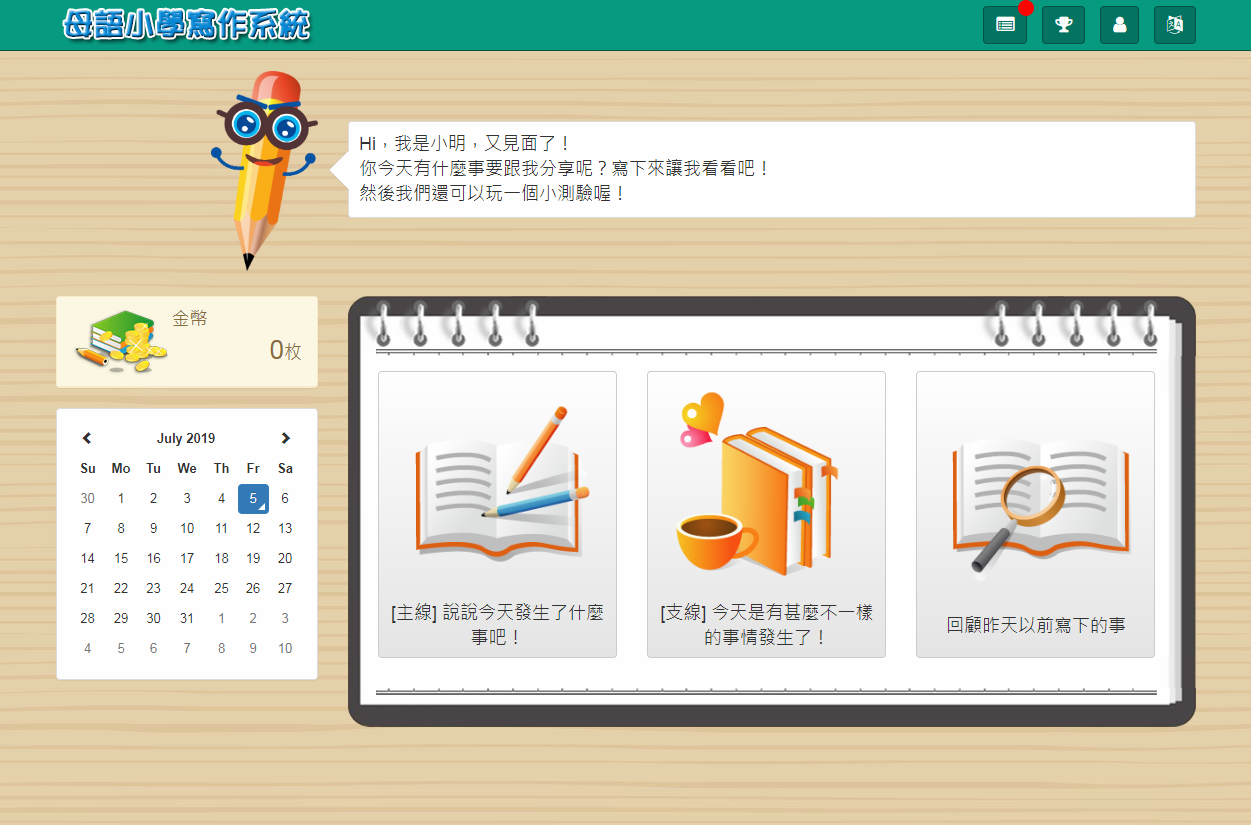 母語小學寫作系統
Hi，我是小明，又見面了！
你今天有什麼事要跟我分享呢？寫下來讓我看看吧！
然後我們還可以玩一個小測驗喔！
金幣
0枚
July 2019
Su Mo Tu We Th Fr Sa
30 1 2 3 4 5 6
7 8 9 10 11 12 13
14 15 16 17 18 19 20
21 22 23 24 25 26 27
28 29 30 31 1 2 3
4 5 6 7 8 9 10
[主線] 說說今天發生了什麼
事吧！
[支線] 今天是有甚麼不一樣
的事情發生了！
回顧昨天以前寫下的事